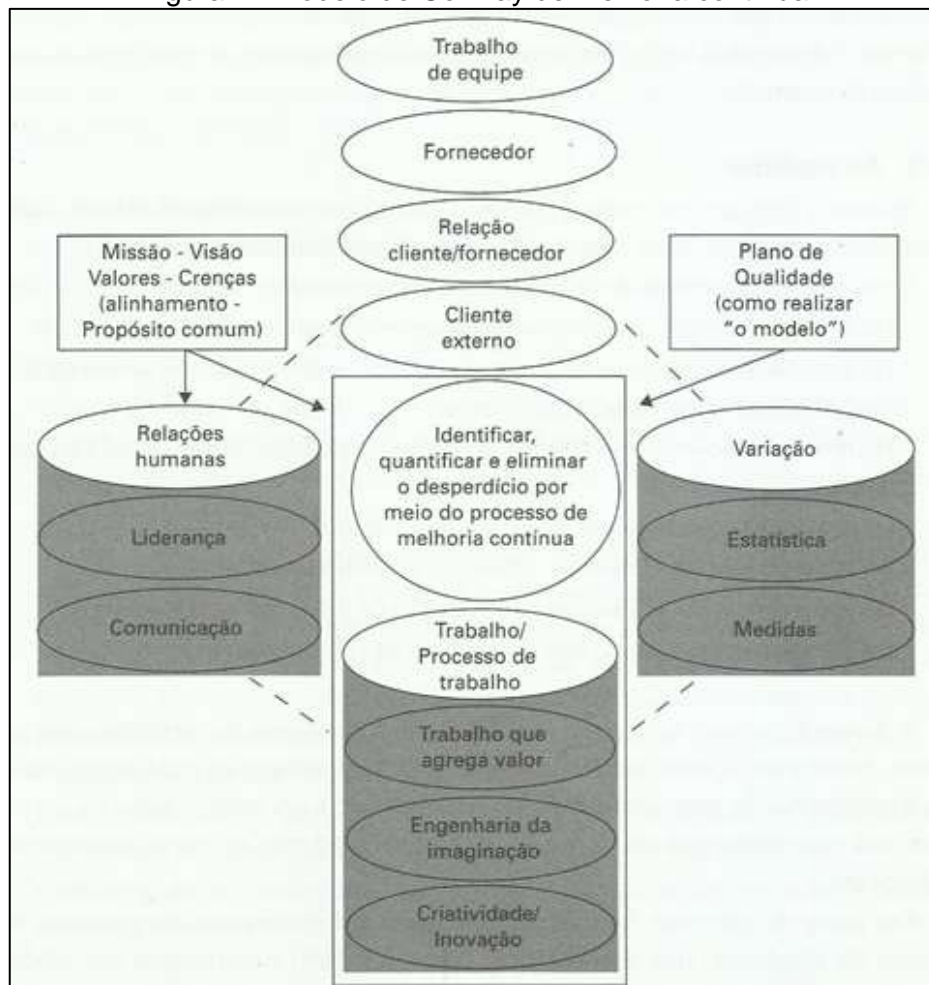 Trabalho
de equipe
Fornecedor
Relação
cliente/fornecedor
Missão - Visão
Valores - Crenças
(alinhamento -
Propósito comum)
Plano de
Qualidade
(como realizar
“o modelo”)
Cliente
externo
Relações
humanas
Liderança
Comunicação
Identificar,
quantificar e eliminar
o desperdício por
meio do processo de
melhoria contínua
Variação
Estatística
Medidas
Trabalho/
Processo de
trabalho
Trabalho que
agrega valor
Engenharia da
imaginação
Criatividade/
Inovação